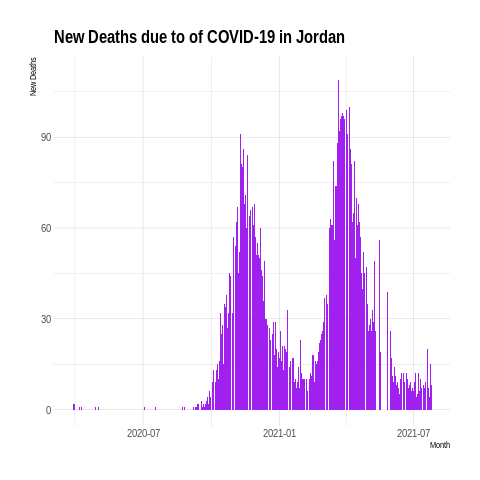 New Deaths due to of COVID-19 in Jordan
New Deaths
90
60
30
0
2020-07
2021-01
2021-07
Month